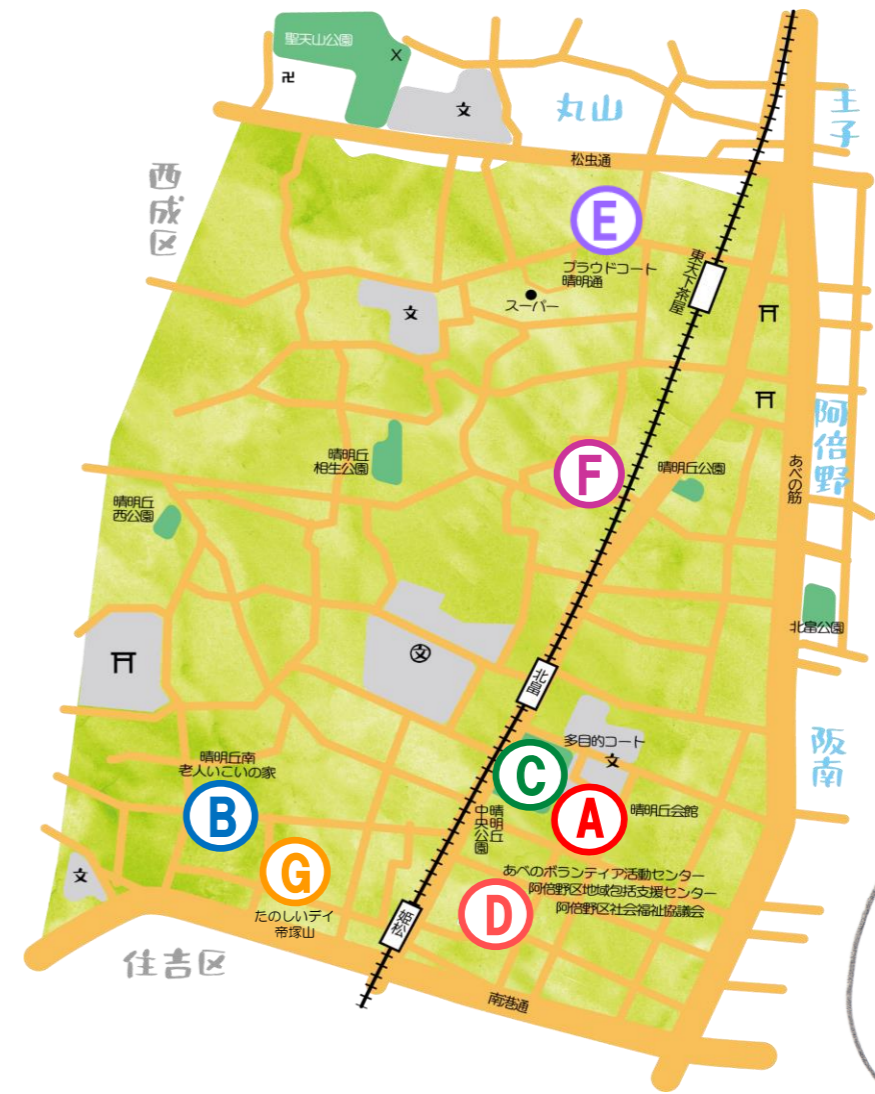 聖天山公園
X
卍
文
丸山
王子
松虫通
西成区
E
プラウドコート
晴明通
東天下茶屋
スーパー
文
阿倍野
晴明丘
相生公園
F
晴明丘公園
あべの筋
晴明丘
西公園
北畠公園
文
北畠
多目的コート
文
阪南
晴明丘南
老人いこいの家
C
B
A
晴明丘会館
晴明丘
中央公園
G
文
あべのボランティア活動センター
阿倍野区地域包括支援センター
阿倍野区社会福祉協議会
D
たのしいデイ
帝塚山
姫松
住吉区
南港通